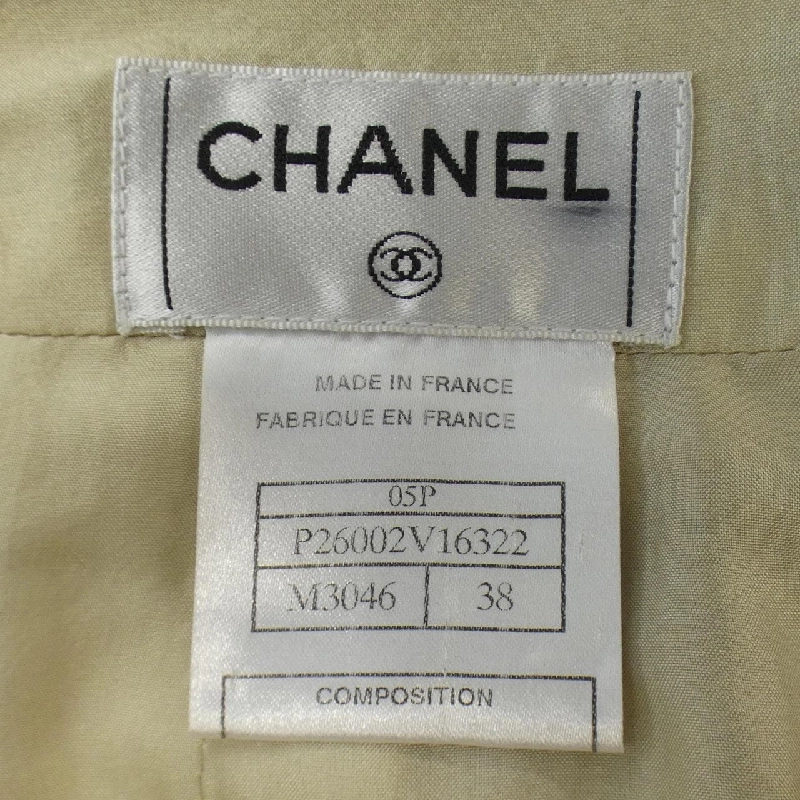 CHANEL
MADE IN FRANCE
FABRIQUE EN FRANCE
05P
P26002V16322
M3046 38
COMPOSITION